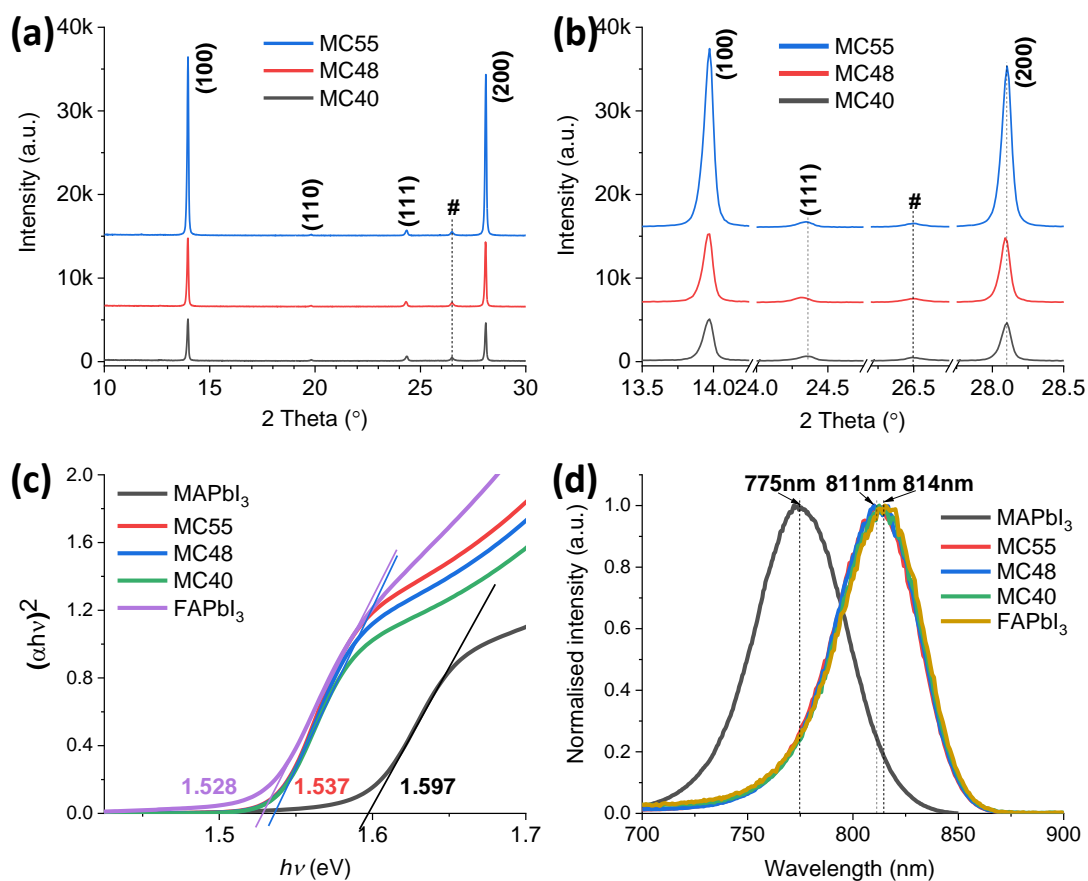 (a)
40k
30k
20k
10k
0
Intensity (a.u.)
MC55
MC48
MC40
(100)
(110)
(111)
#
(200)
10
15
20
25
30
2 Theta (°)
(b)
40k
30k
20k
10k
0
Intensity (a.u.)
MC55
MC48
MC40
(100)
(111)
#
(200)
13.5
14.0
24.0
24.5
26.5
28.0
28.5
2 Theta (°)
(c)
2.0
1.6
1.2
0.8
0.4
0.0
(αhν)²
MAPbI₃
MC55
MC48
MC40
FAPbI₃
1.528
1.537
1.597
1.5
1.6
1.7
hν (eV)
(d)
775nm
811nm
814nm
1.0
0.8
0.6
0.4
0.2
0.0
Normalised intensity (a.u.)
MAPbI₃
MC55
MC48
MC40
FAPbI₃
700
750
800
850
900
Wavelength (nm)